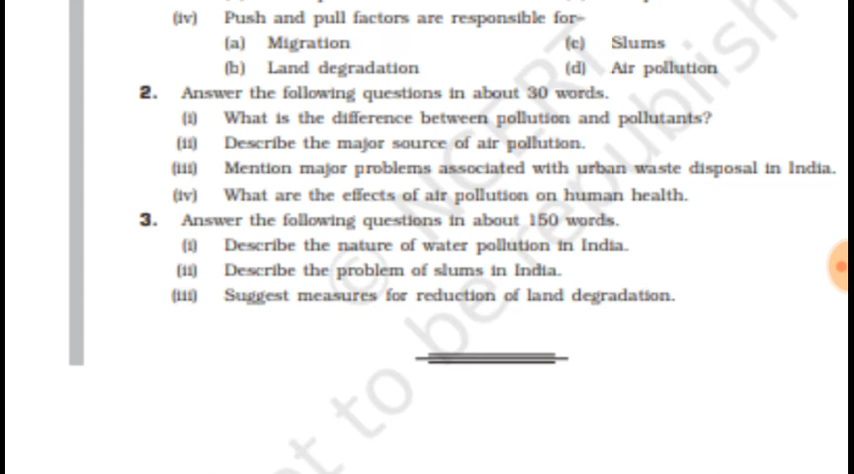 (iv) Push and pull factors are responsible for-
(a) Migration (c) Slums
(b) Land degradation (d) Air pollution
2. Answer the following questions in about 30 words.
(i) What is the difference between pollution and pollutants?
(ii) Describe the major source of air pollution.
(iii) Mention major problems associated with urban waste disposal in India.
(iv) What are the effects of air pollution on human health.
3. Answer the following questions in about 150 words.
(i) Describe the nature of water pollution in India.
(ii) Describe the problem of slums in India.
(iii) Suggest measures for reduction of land degradation.
© NCERT
t to be republish